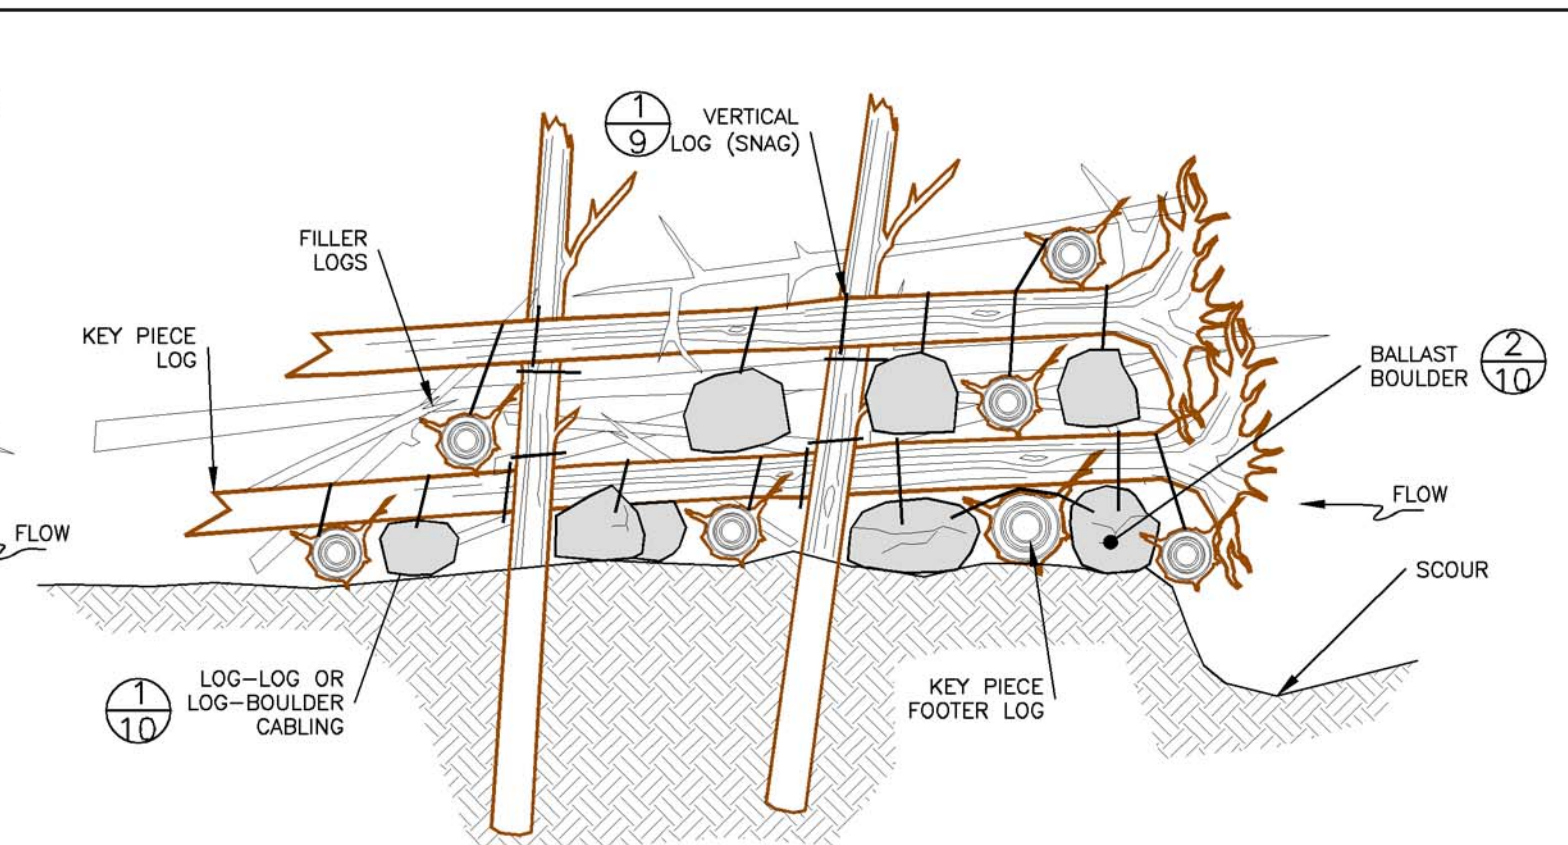 1
9
VERTICAL
LOG (SNAG)
FILLER
LOGS
KEY PIECE
LOG
BALLAST
BOULDER
2
10
FLOW
FLOW
SCOUR
1
10
LOG-LOG OR
LOG-BOULDER
CABLING
KEY PIECE
FOOTER LOG